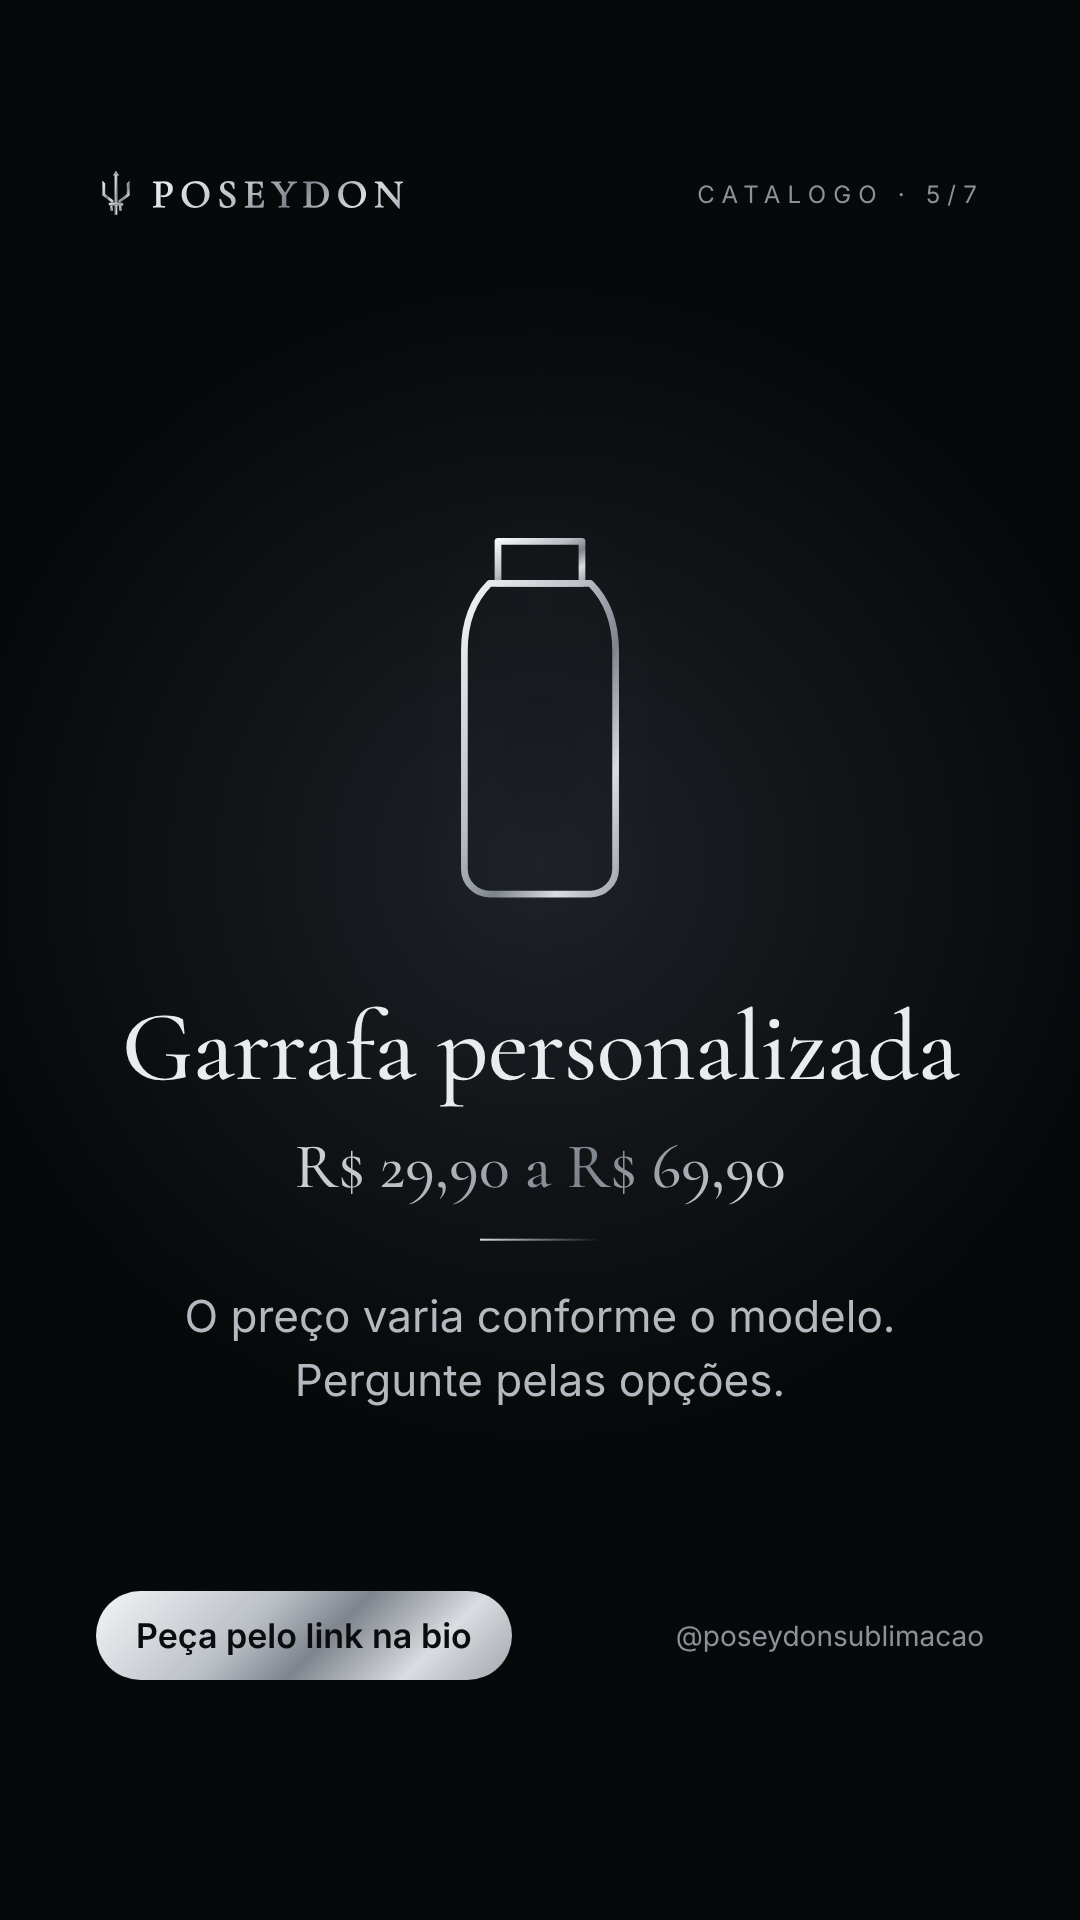 POSEYDON
CATALOGO · 5/7
Garrafa personalizada
R$ 29,90 a R$ 69,90
O preço varia conforme o modelo.
Pergunte pelas opções.
Peça pelo link na bio
@poseydonsublimacao